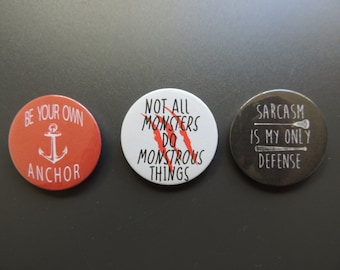 BE YOUR OWN
ANCHOR
NOT ALL
MONSTERS
DO
MONSTROUS
THINGS
SARCASM
IS MY ONLY
DEFENSE